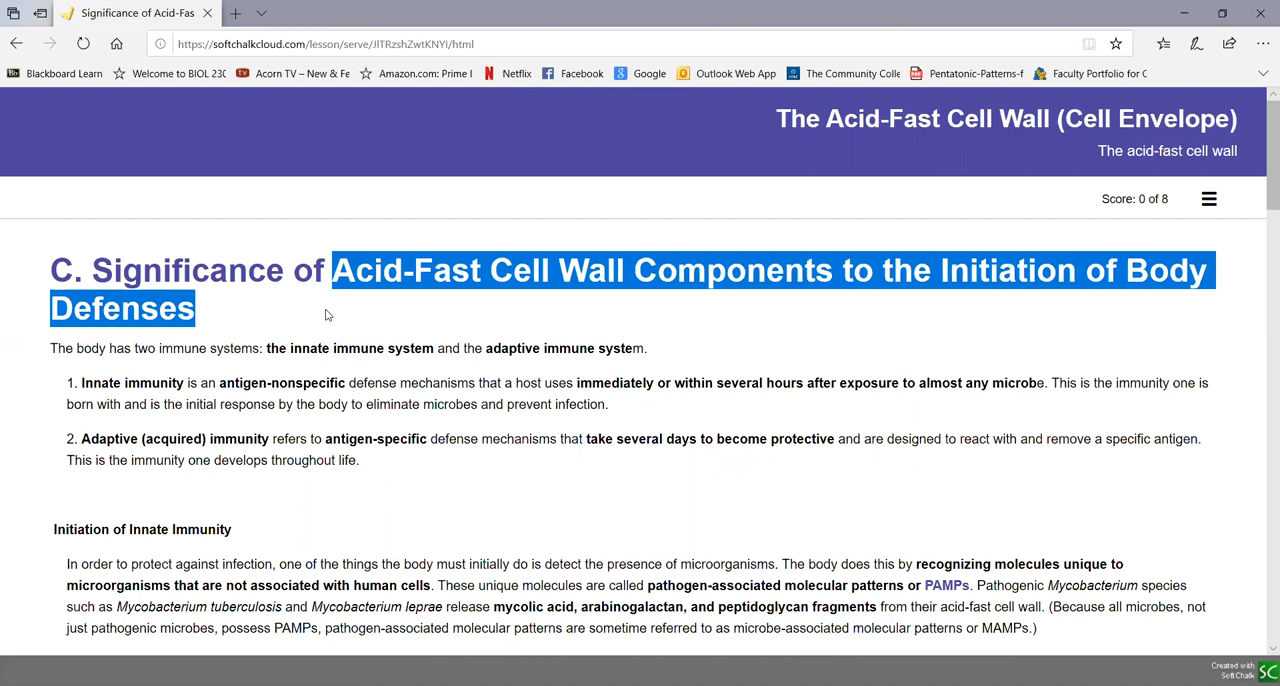 Significance of Acid-Fas
https://softchalkcloud.com/lesson/serve/JlTRzshZwtKNYI/html
Blackboard Learn Welcome to BIOL 230 Acorn TV – New & Fe Amazon.com: Prime I Netflix Facebook Google Outlook Web App The Community Colle Pentatonic-Patterns-f Faculty Portfolio for C
The Acid-Fast Cell Wall (Cell Envelope)
The acid-fast cell wall
Score: 0 of 8
C. Significance of Acid-Fast Cell Wall Components to the Initiation of Body
Defenses
The body has two immune systems: the innate immune system and the adaptive immune system.
1. Innate immunity is an antigen-nonspecific defense mechanisms that a host uses immediately or within several hours after exposure to almost any microbe. This is the immunity one is
born with and is the initial response by the body to eliminate microbes and prevent infection.
2. Adaptive (acquired) immunity refers to antigen-specific defense mechanisms that take several days to become protective and are designed to react with and remove a specific antigen.
This is the immunity one develops throughout life.
Initiation of Innate Immunity
In order to protect against infection, one of the things the body must initially do is detect the presence of microorganisms. The body does this by recognizing molecules unique to
microorganisms that are not associated with human cells. These unique molecules are called pathogen-associated molecular patterns or PAMPs. Pathogenic Mycobacterium species
such as Mycobacterium tuberculosis and Mycobacterium leprae release mycolic acid, arabinogalactan, and peptidoglycan fragments from their acid-fast cell wall. (Because all microbes, not
just pathogenic microbes, possess PAMPs, pathogen-associated molecular patterns are sometime referred to as microbe-associated molecular patterns or MAMPs.)
Created with
SoftChalk
SC